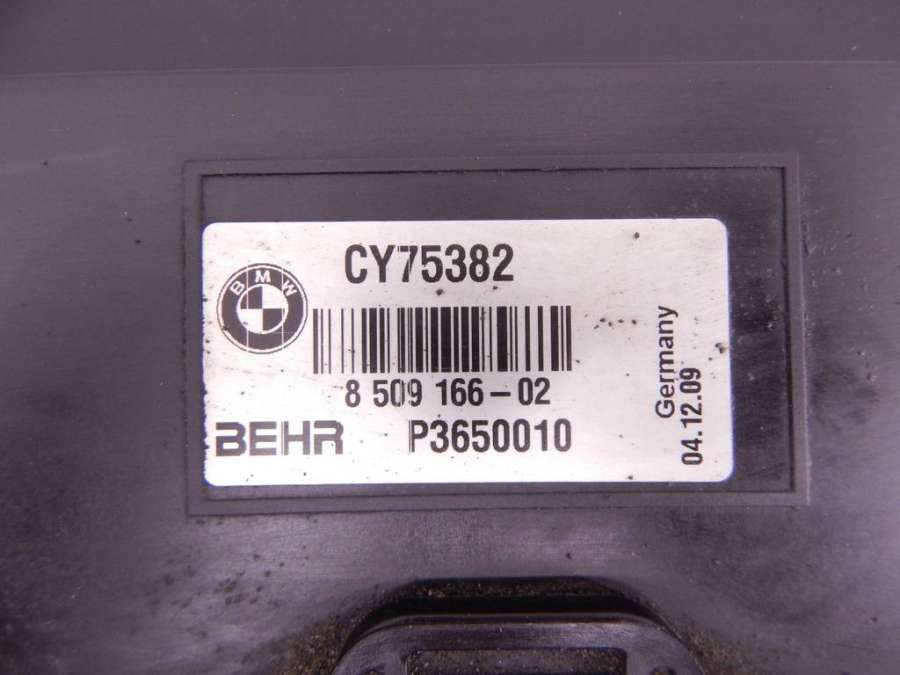 CY75382
BMW
8 509 166-02
BEHR P3650010
Germany
04.12.09